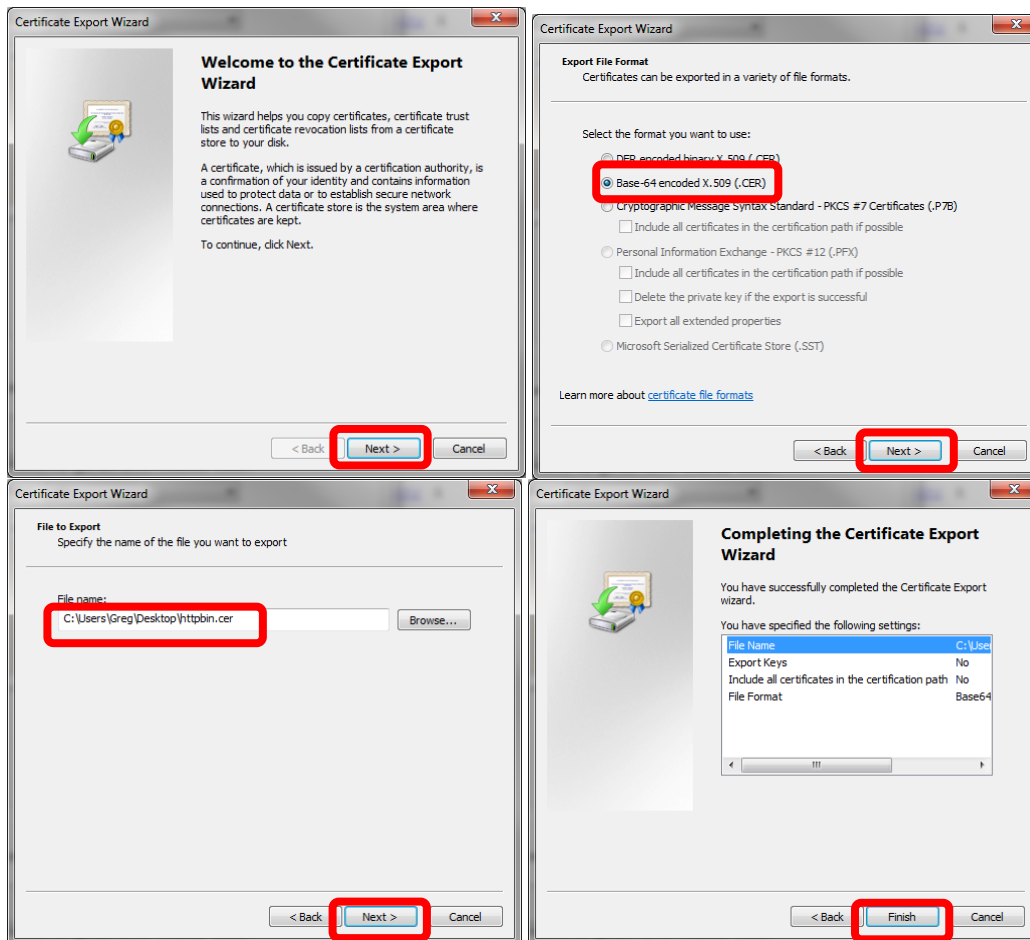 Certificate Export Wizard
Welcome to the Certificate Export
Wizard
This wizard helps you copy certificates, certificate trust
lists and certificate revocation lists from a certificate
store to your disk.
A certificate, which is issued by a certification authority, is
a confirmation of your identity and contains information
used to protect data or to establish secure network
connections. A certificate store is the system area where
certificates are kept.
To continue, click Next.
< Back
Next >
Cancel
Certificate Export Wizard
Export File Format
Certificates can be exported in a variety of file formats.
Select the format you want to use:
DER encoded binary X.509 (.CER)
Base-64 encoded X.509 (.CER)
Cryptographic Message Syntax Standard - PKCS #7 Certificates (.P7B)
Include all certificates in the certification path if possible
Personal Information Exchange - PKCS #12 (.PFX)
Include all certificates in the certification path if possible
Delete the private key if the export is successful
Export all extended properties
Microsoft Serialized Certificate Store (.SST)
Learn more about certificate file formats
< Back
Next >
Cancel
Certificate Export Wizard
File to Export
Specify the name of the file you want to export
File name:
C:\Users\Greg\Desktop\httpbin.cer
Browse...
< Back
Next >
Cancel
Certificate Export Wizard
Completing the Certificate Export
Wizard
You have successfully completed the Certificate Export
wizard.
You have specified the following settings:
File Name C:\User
Export Keys No
Include all certificates in the certification path No
File Format Base64
< Back
Finish
Cancel